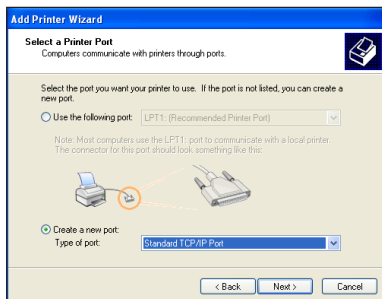 Add Printer Wizard
Select a Printer Port
Computers communicate with printers through ports.
Select the port you want your printer to use. If the port is not listed, you can create a
new port.
Use the following port:
LPT1: (Recommended Printer Port)
Note: Most computers use the LPT1: port to communicate with a local printer.
The connector for this port should look something like this:
Create a new port:
Type of port:
Standard TCP/IP Port
< Back
Next >
Cancel